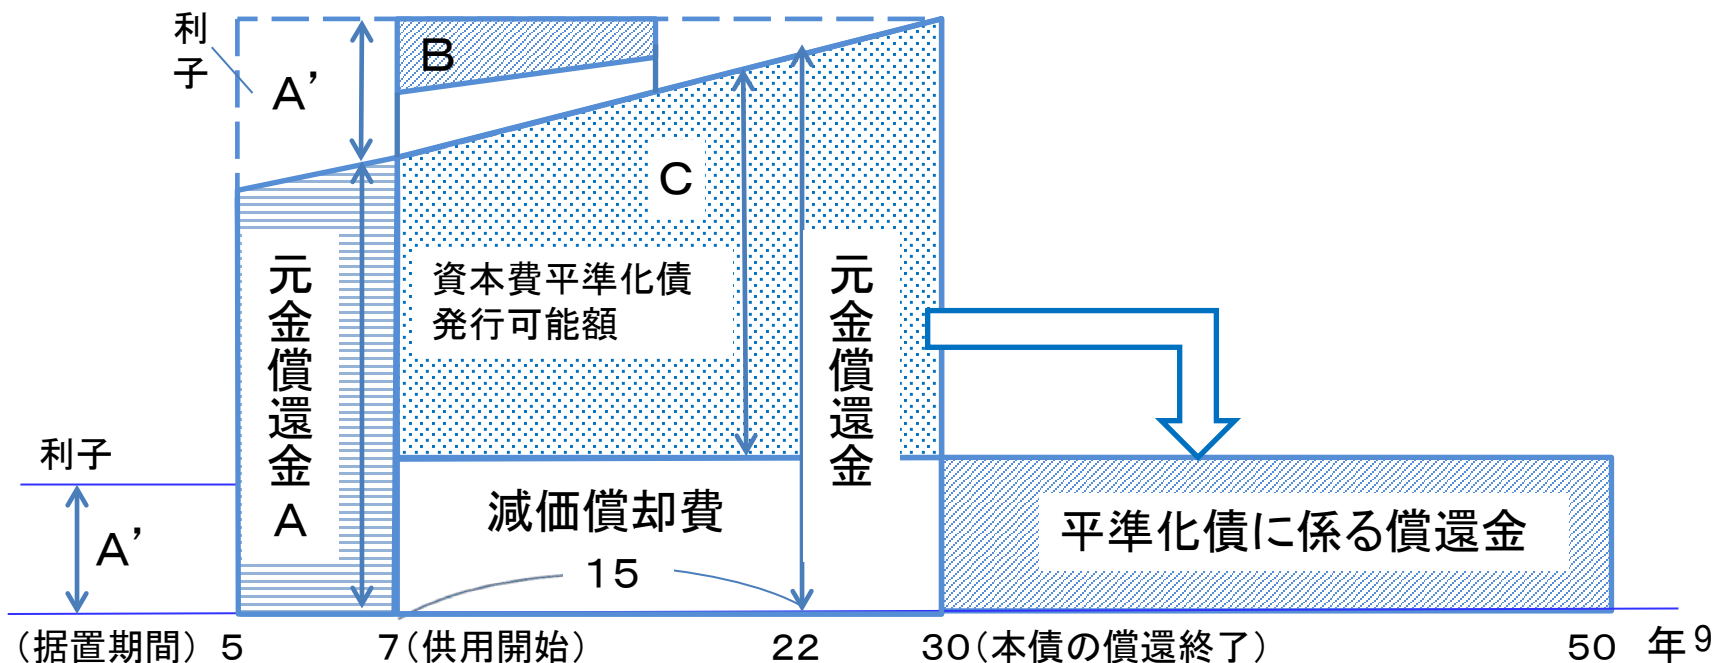 利子
A’
B
C
元金償還金A
資本費平準化債
発行可能額
元金償還金
利子
A’
減価償却費
15
平準化債に係る償還金
(据置期間) 5 7(供用開始) 22 30(本債の償還終了) 50 年 9